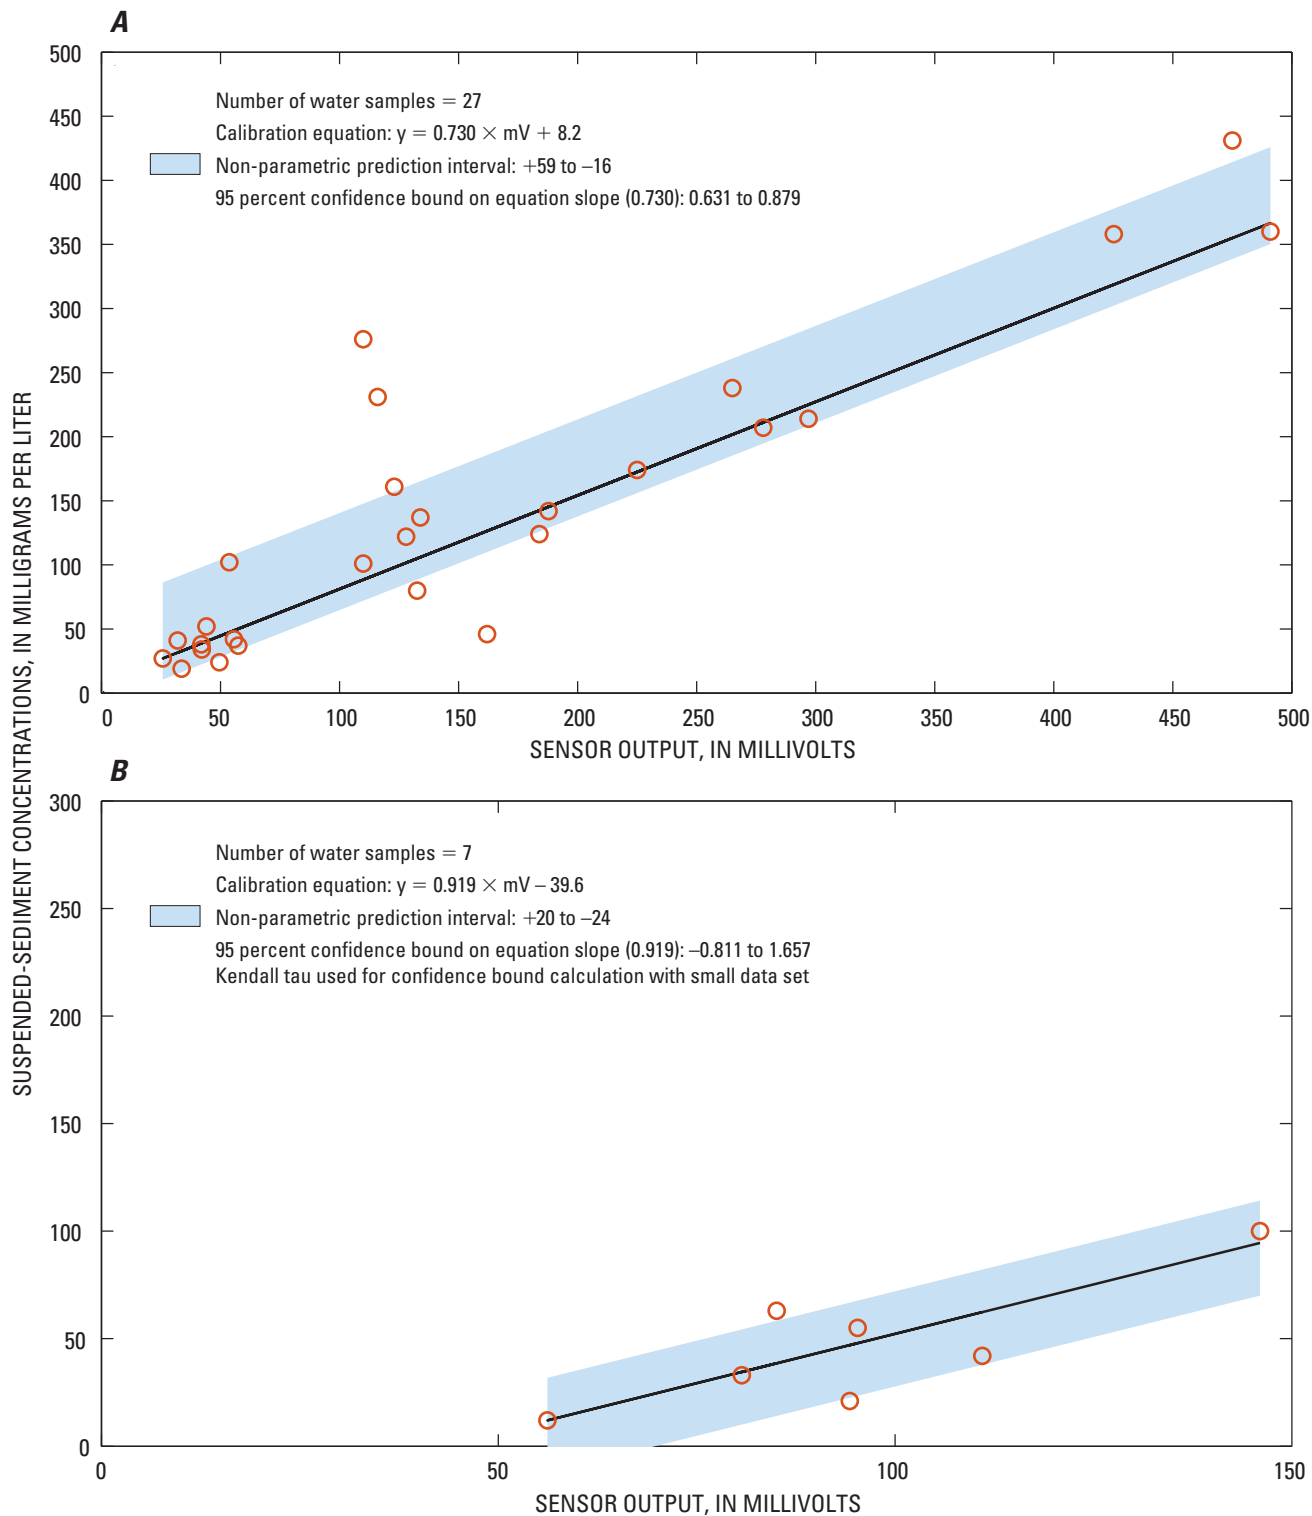 A
SUSPENDED-SEDIMENT CONCENTRATIONS, IN MILLIGRAMS PER LITER
500
450
400
350
300
250
200
150
100
50
0
Number of water samples = 27
Calibration equation: y = 0.730 × mV + 8.2
Non-parametric prediction interval: +59 to –16
95 percent confidence bound on equation slope (0.730): 0.631 to 0.879
0 50 100 150 200 250 300 350 400 450 500
SENSOR OUTPUT, IN MILLIVOLTS
B
300
250
200
150
100
50
0
Number of water samples = 7
Calibration equation: y = 0.919 × mV – 39.6
Non-parametric prediction interval: +20 to –24
95 percent confidence bound on equation slope (0.919): –0.811 to 1.657
Kendall tau used for confidence bound calculation with small data set
0 50 100 150
SENSOR OUTPUT, IN MILLIVOLTS